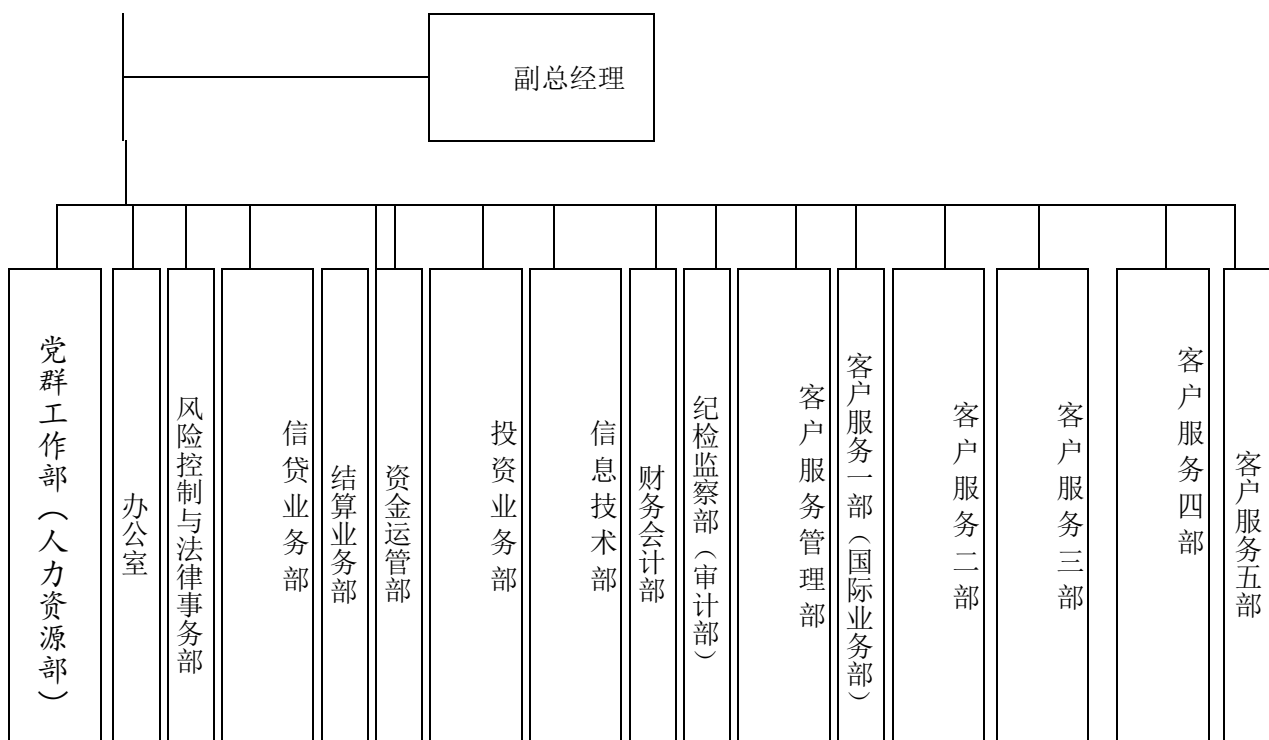 副总经理
党群工作部（人力资源部）
办公室
风险控制与法律事务部
信贷业务部
结算业务部
资金运管部
投资业务部
信息技术部
财务会计部
纪检监察部（审计部）
客户服务管理部
客户服务一部（国际业务部）
客户服务二部
客户服务三部
客户服务四部
客户服务五部